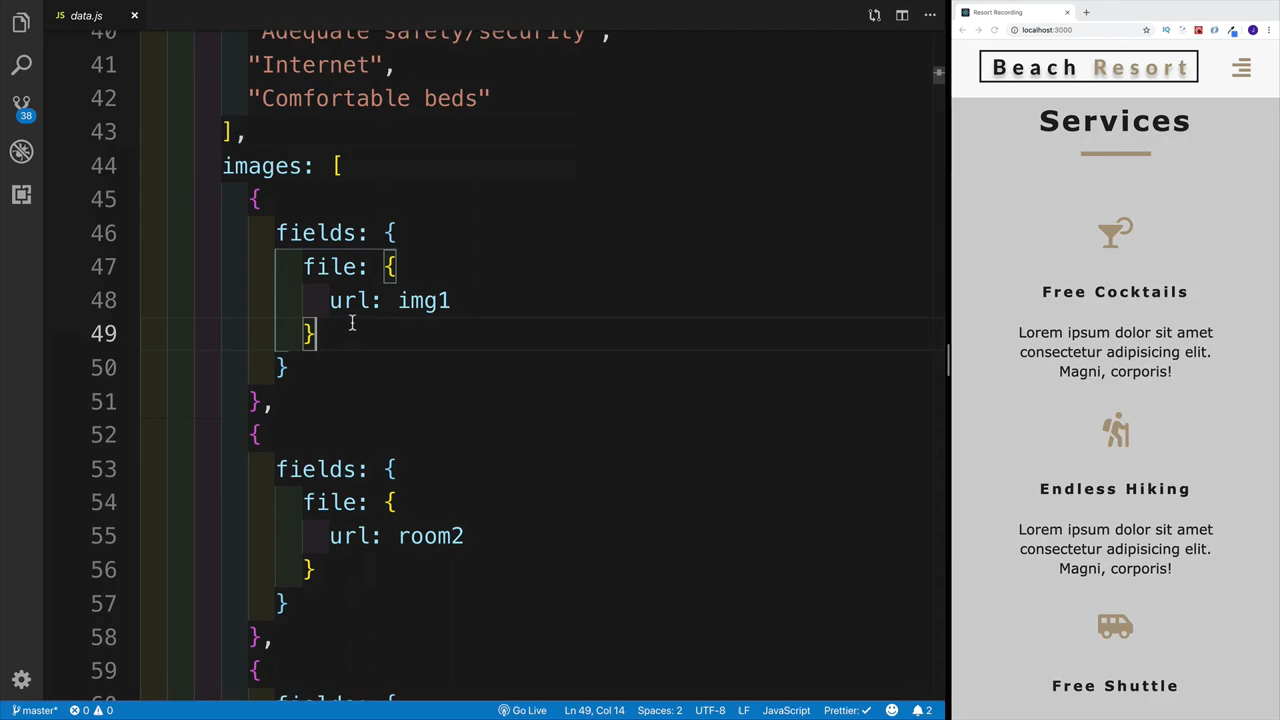 data.js
40
"Adequate safety/security",
41
"Internet",
42
"Comfortable beds"
43
],
44
images: [
45
{
46
fields: {
47
file: {
48
url: img1
49
}
50
}
51
},
52
{
53
fields: {
54
file: {
55
url: room2
56
}
57
}
58
},
59
{
fields: {
38
master*
0
0
Go Live
Ln 49, Col 14
Spaces: 2
UTF-8
LF
JavaScript
Prettier:
2
Resort Recording
localhost:3000
IQ
J
Beach Resort
Services
Free Cocktails
Lorem ipsum dolor sit amet
consectetur adipisicing elit.
Magni, corporis!
Endless Hiking
Lorem ipsum dolor sit amet
consectetur adipisicing elit.
Magni, corporis!
Free Shuttle